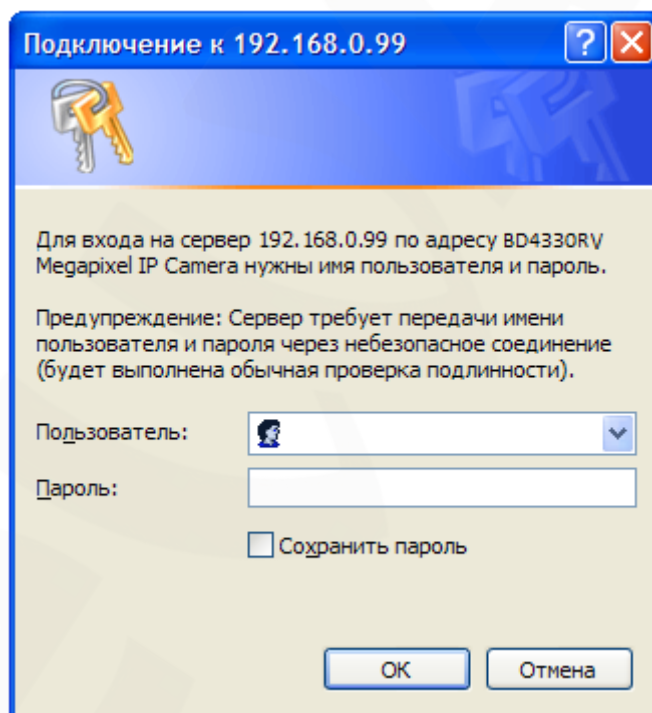 Подключение к 192.168.0.99
Для входа на сервер 192.168.0.99 по адресу BD4330RV
Megapixel IP Camera нужны имя пользователя и пароль.
Предупреждение: Сервер требует передачи имени
пользователя и пароля через небезопасное соединение
(будет выполнена обычная проверка подлинности).
Пользователь:
Пароль:
Сохранить пароль
ОК
Отмена